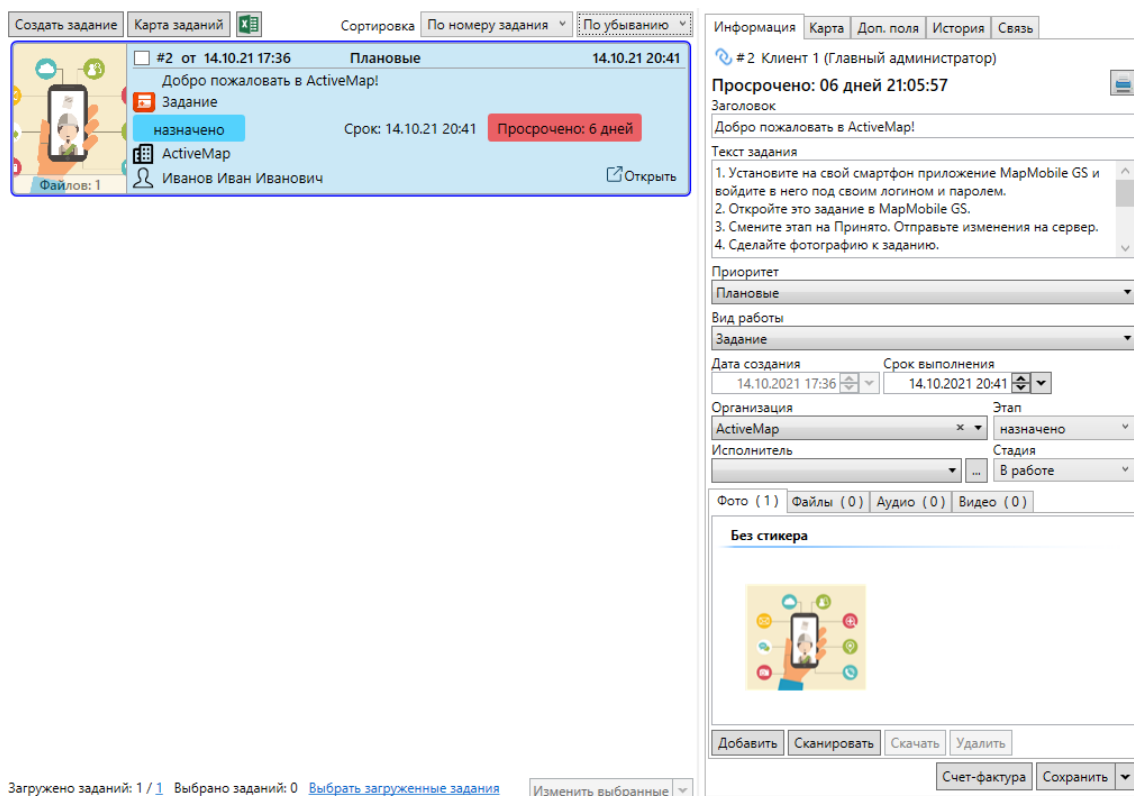 Создать задание Карта заданий Сортировка По номеру задания По убыванию
#2 от 14.10.21 17:36 Плановые 14.10.21 20:41
Добро пожаловать в ActiveMap!
Задание
назначено Срок: 14.10.21 20:41 Просрочено: 6 дней
ActiveMap
Иванов Иван Иванович Открыть
Файлов: 1
Загружено заданий: 1 / 1 Выбрано заданий: 0 Выбрать загруженные задания Изменить выбранные
Информация Карта Доп. поля История Связь
# 2 Клиент 1 (Главный администратор)
Просрочено: 06 дней 21:05:57
Заголовок
Добро пожаловать в ActiveMap!
Текст задания
1. Установите на свой смартфон приложение MapMobile GS и
войдите в него под своим логином и паролем.
2. Откройте это задание в MapMobile GS.
3. Смените этап на Принято. Отправьте изменения на сервер.
4. Сделайте фотографию к заданию.
Приоритет
Плановые
Вид работы
Задание
Дата создания Срок выполнения
14.10.2021 17:36 14.10.2021 20:41
Организация Этап
ActiveMap × назначено
Исполнитель Стадия
... В работе
Фото ( 1 ) Файлы ( 0 ) Аудио ( 0 ) Видео ( 0 )
Без стикера
Добавить Сканировать Скачать Удалить
Счет-фактура Сохранить